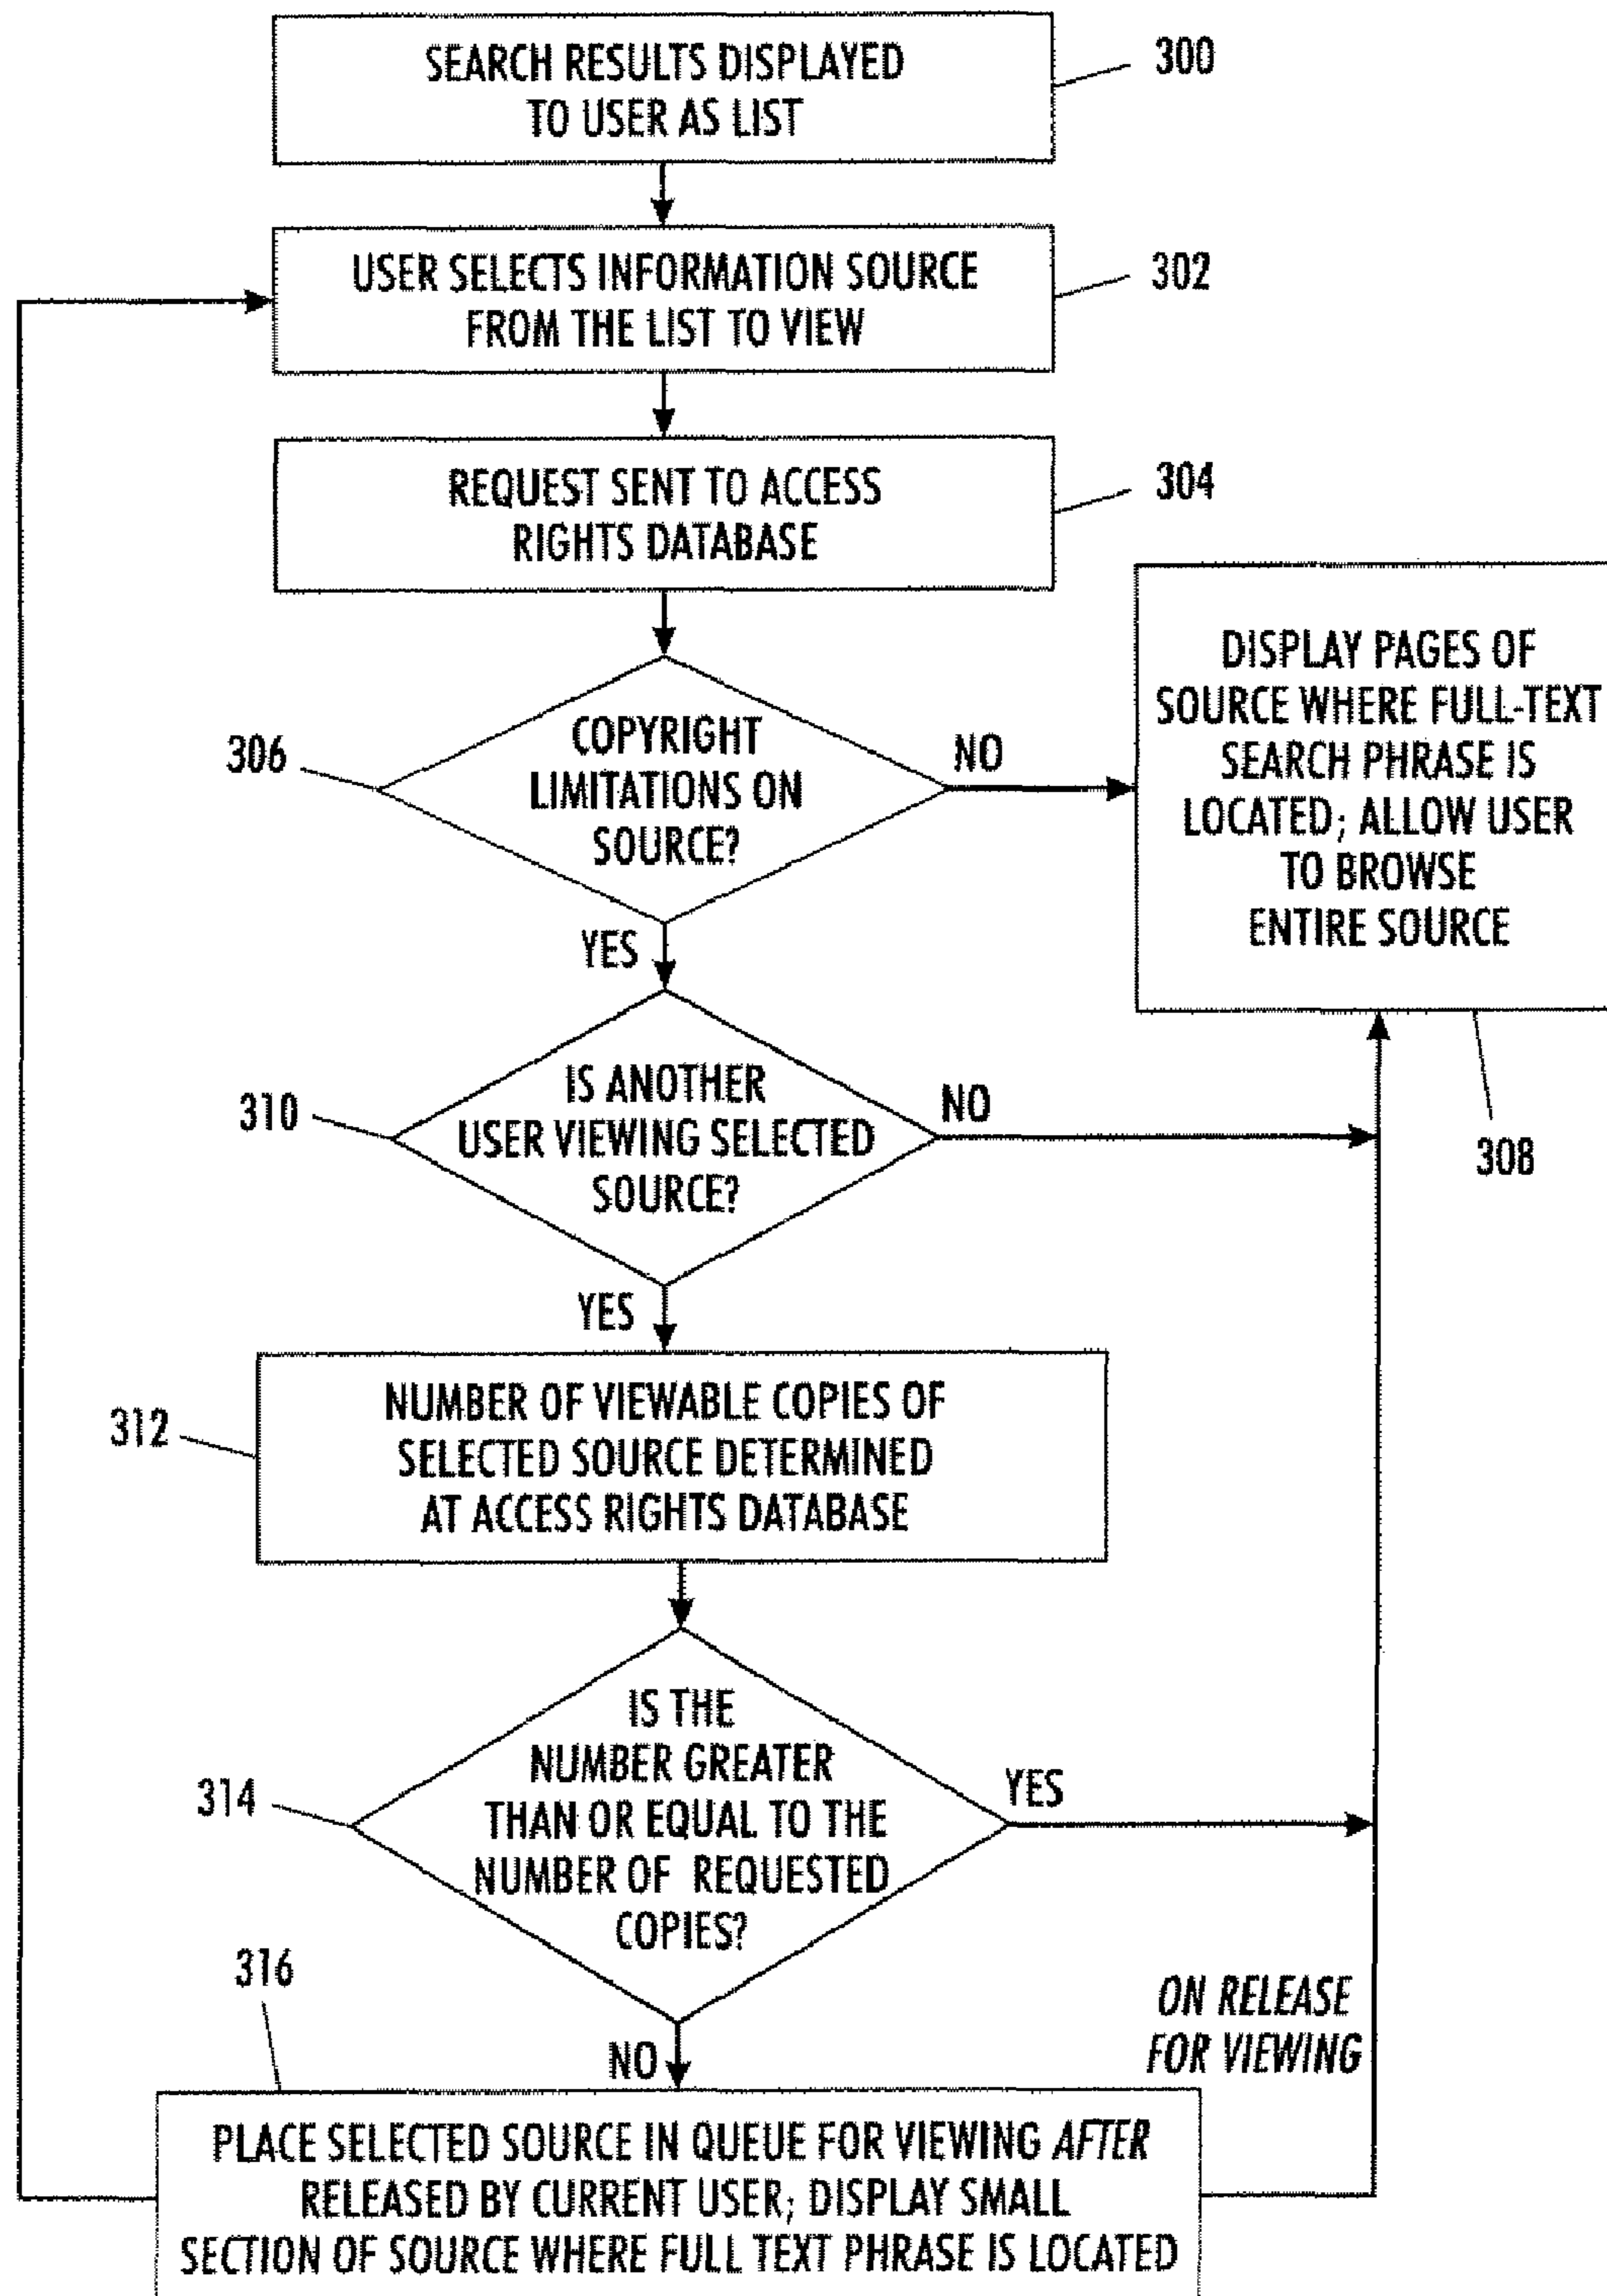 SEARCH RESULTS DISPLAYED
TO USER AS LIST
300
USER SELECTS INFORMATION SOURCE
FROM THE LIST TO VIEW
302
REQUEST SENT TO ACCESS
RIGHTS DATABASE
304
COPYRIGHT
LIMITATIONS ON
SOURCE?
306
NO
YES
DISPLAY PAGES OF
SOURCE WHERE FULL-TEXT
SEARCH PHRASE IS
LOCATED; ALLOW USER
TO BROWSE
ENTIRE SOURCE
308
IS ANOTHER
USER VIEWING SELECTED
SOURCE?
310
NO
YES
NUMBER OF VIEWABLE COPIES OF
SELECTED SOURCE DETERMINED
AT ACCESS RIGHTS DATABASE
312
IS THE
NUMBER GREATER
THAN OR EQUAL TO THE
NUMBER OF REQUESTED
COPIES?
314
YES
NO
316
ON RELEASE
FOR VIEWING
PLACE SELECTED SOURCE IN QUEUE FOR VIEWING AFTER
RELEASED BY CURRENT USER; DISPLAY SMALL
SECTION OF SOURCE WHERE FULL TEXT PHRASE IS LOCATED